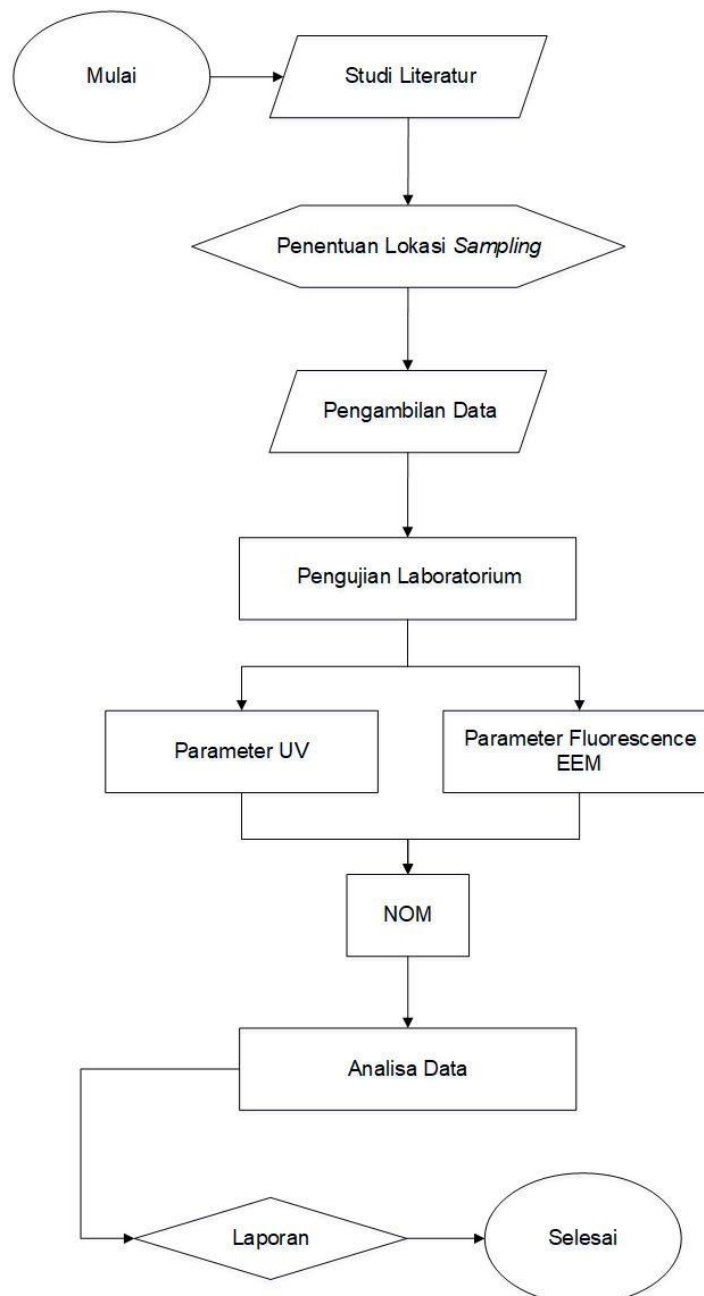 Mulai
Studi Literatur
Penentuan Lokasi Sampling
Pengambilan Data
Pengujian Laboratorium
Parameter UV
Parameter Fluorescence
EEM
NOM
Analisa Data
Laporan
Selesai